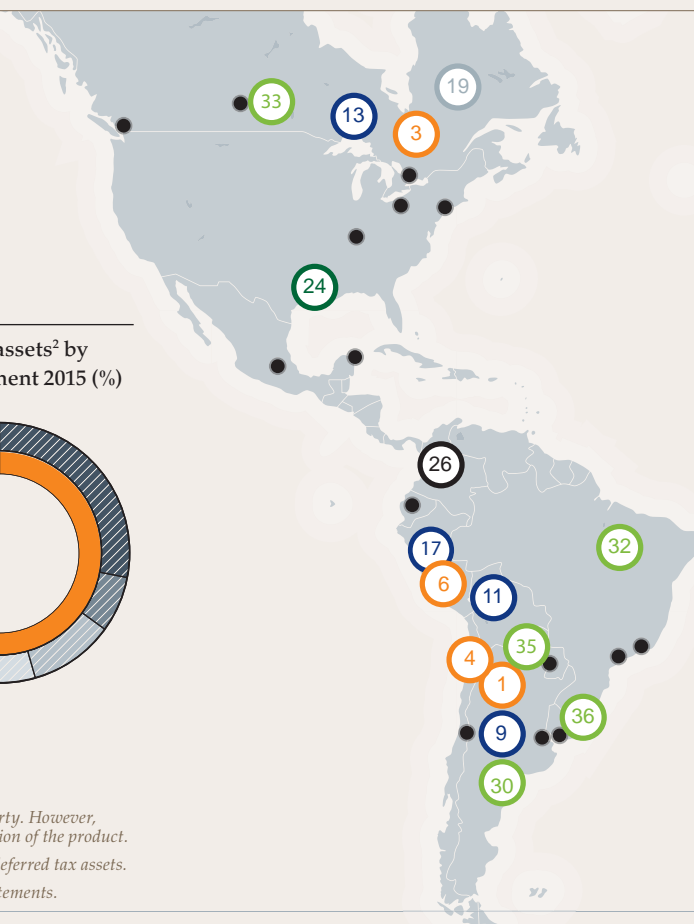 19
33
13
3
24
assets² by
ment 2015 (%)
26
17
32
6
11
35
4
1
36
9
30
rty. However,
ion of the product.
eferred tax assets.
tements.